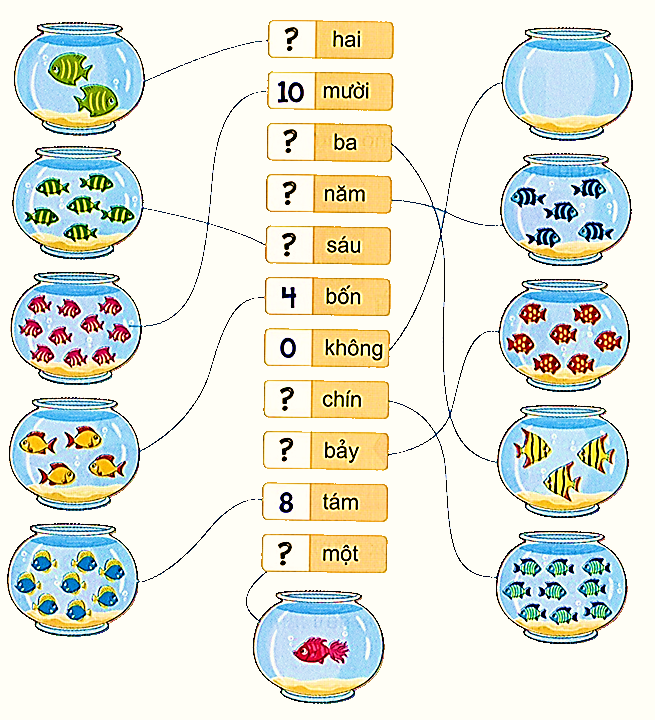 ? hai
10 mười
? ba
? năm
? sáu
4 bốn
0 không
? chín
? bảy
8 tám
? một